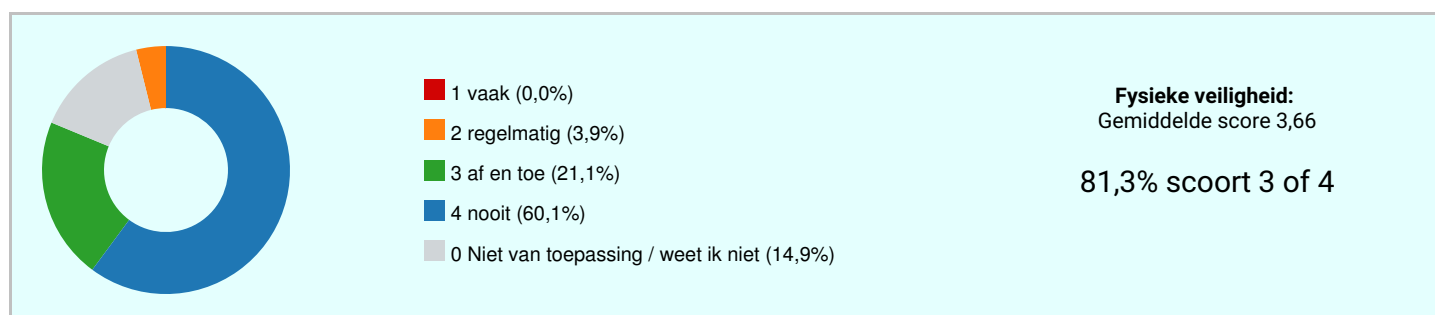 1 vaak (0,0%)
2 regelmatig (3,9%)
3 af en toe (21,1%)
4 nooit (60,1%)
0 Niet van toepassing / weet ik niet (14,9%)
Fysieke veiligheid:
Gemiddelde score 3,66
81,3% scoort 3 of 4